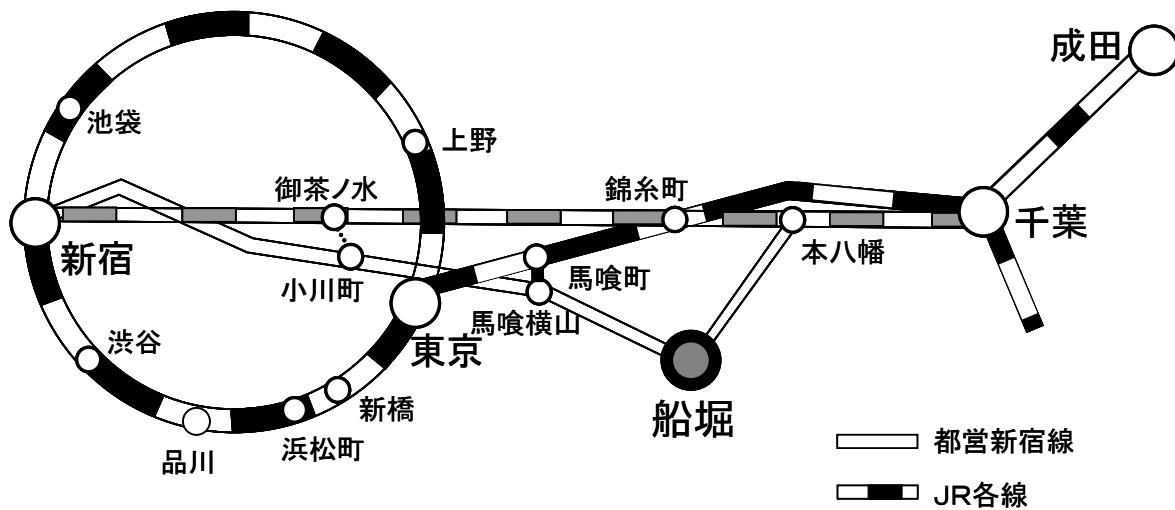 成田
池袋
上野
御茶ノ水
錦糸町
千葉
新宿
本八幡
小川町
馬喰町
馬喰横山
東京
渋谷
船堀
新橋
浜松町
品川
都営新宿線
JR各線